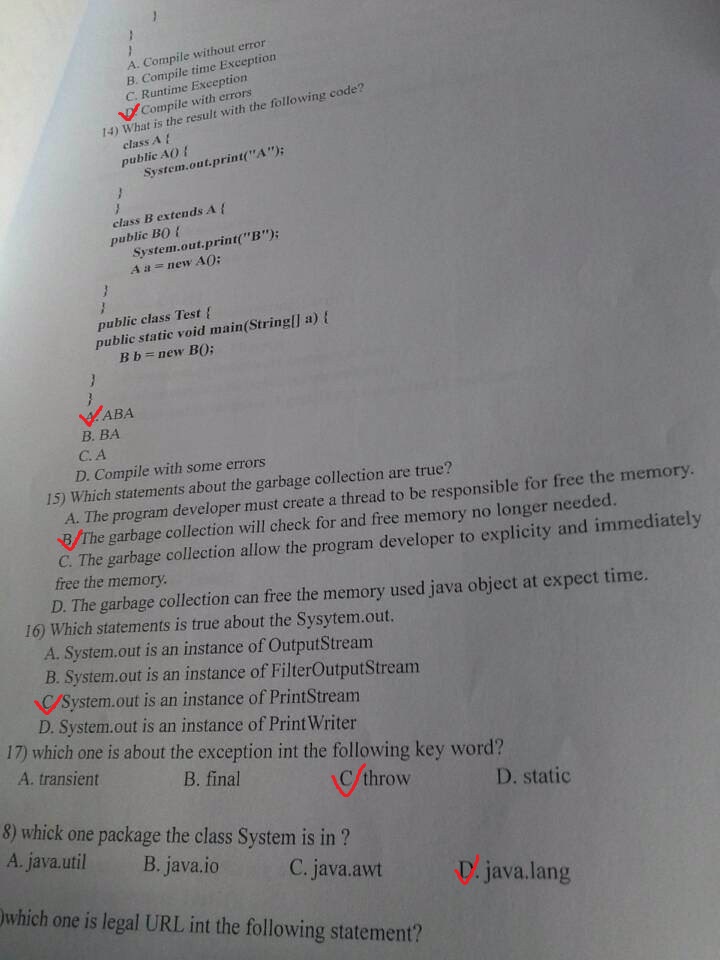 }
}
}
A. Compile without error
B. Compile time Exception
C. Runtime Exception
D. Compile with errors
14) What is the result with the following code?
class A {
public A() {
System.out.print("A");
}
}
class B extends A {
public B() {
System.out.print("B");
A a = new A();
}
}
public class Test {
public static void main(String[] a) {
B b = new B();
}
}
A. ABA
B. BA
C. A
D. Compile with some errors
15) Which statements about the garbage collection are true?
A. The program developer must create a thread to be responsible for free the memory.
B. The garbage collection will check for and free memory no longer needed.
C. The garbage collection allow the program developer to explicity and immediately
free the memory.
D. The garbage collection can free the memory used java object at expect time.
16) Which statements is true about the Sysytem.out.
A. System.out is an instance of OutputStream
B. System.out is an instance of FilterOutputStream
C. System.out is an instance of PrintStream
D. System.out is an instance of PrintWriter
17) which one is about the exception int the following key word?
A. transient B. final C. throw D. static
8) whick one package the class System is in ?
A. java.util B. java.io C. java.awt D. java.lang
)which one is legal URL int the following statement?